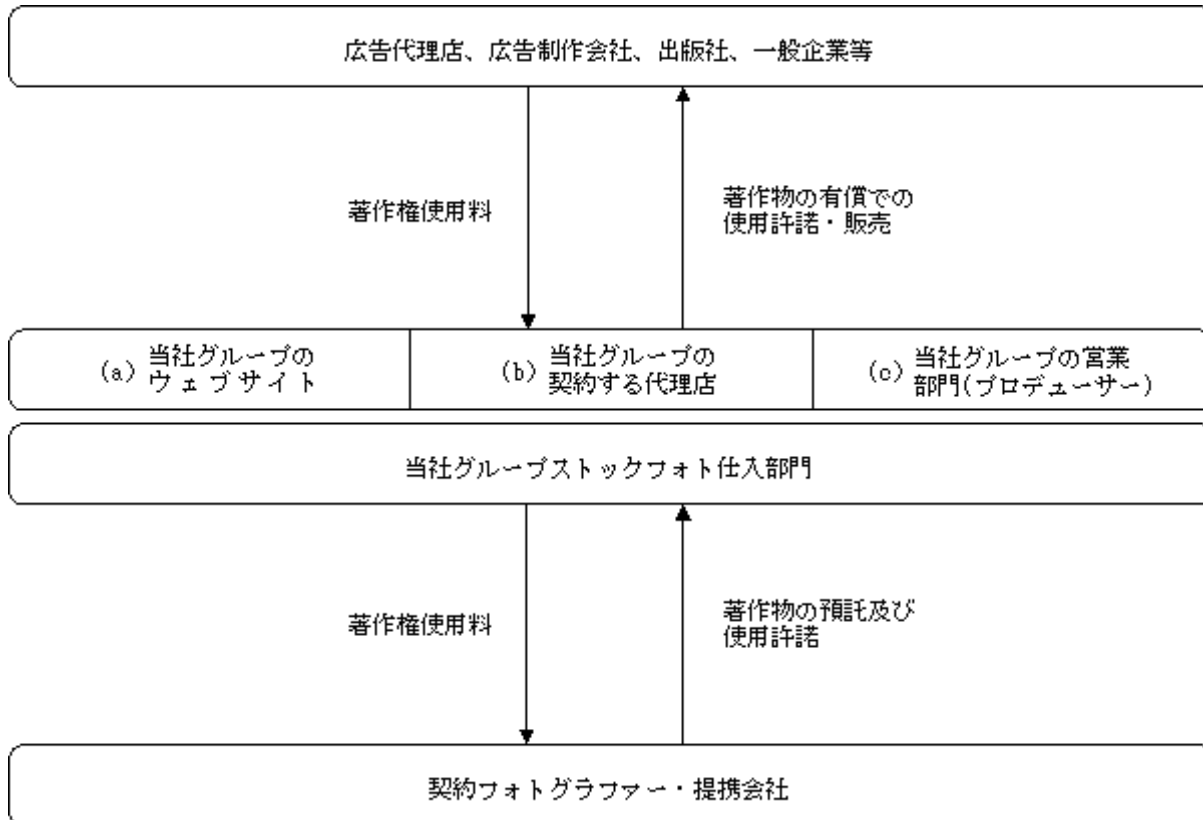 広告代理店、広告制作会社、出版社、一般企業等
著作権使用料
著作物の有償での
使用許諾・販売
(a) 当社グループの
ウェブサイト
(b) 当社グループの
契約する代理店
(c) 当社グループの営業
部門(プロデューサー)
当社グループストックフォト仕入部門
著作権使用料
著作物の預託及び
使用許諾
契約フォトグラファー・提携会社